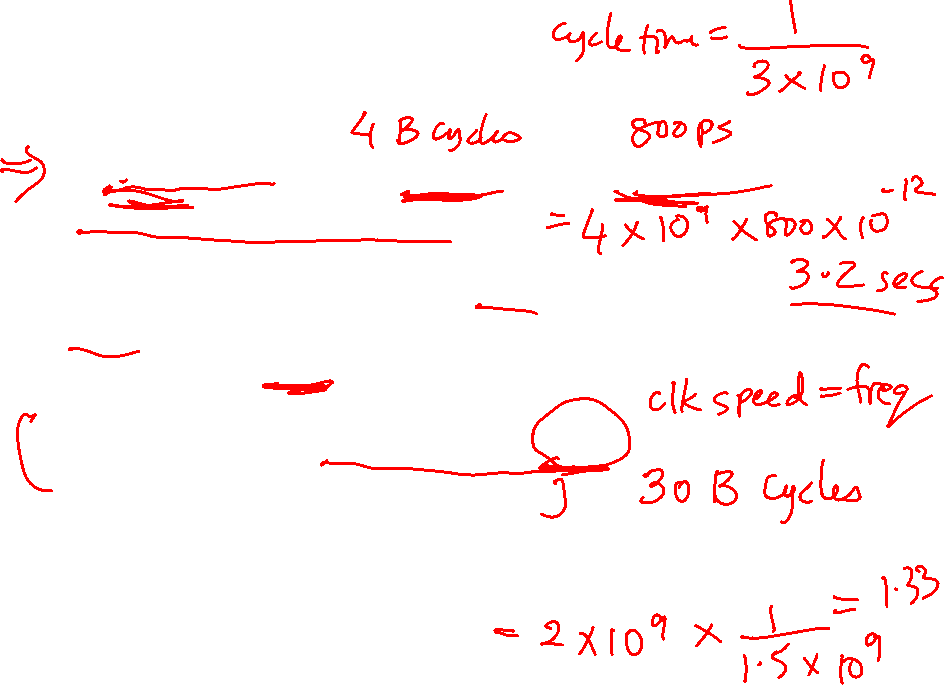 cycle time = 1 / 3 × 10^9
4 B cycles 800 ps
⇒
= 4 × 10^9 × 800 × 10^-12
3.2 secs
clk speed = freq
30 B Cycles
= 2 × 10^9 × 1 / 1.5 × 10^9 = 1.33